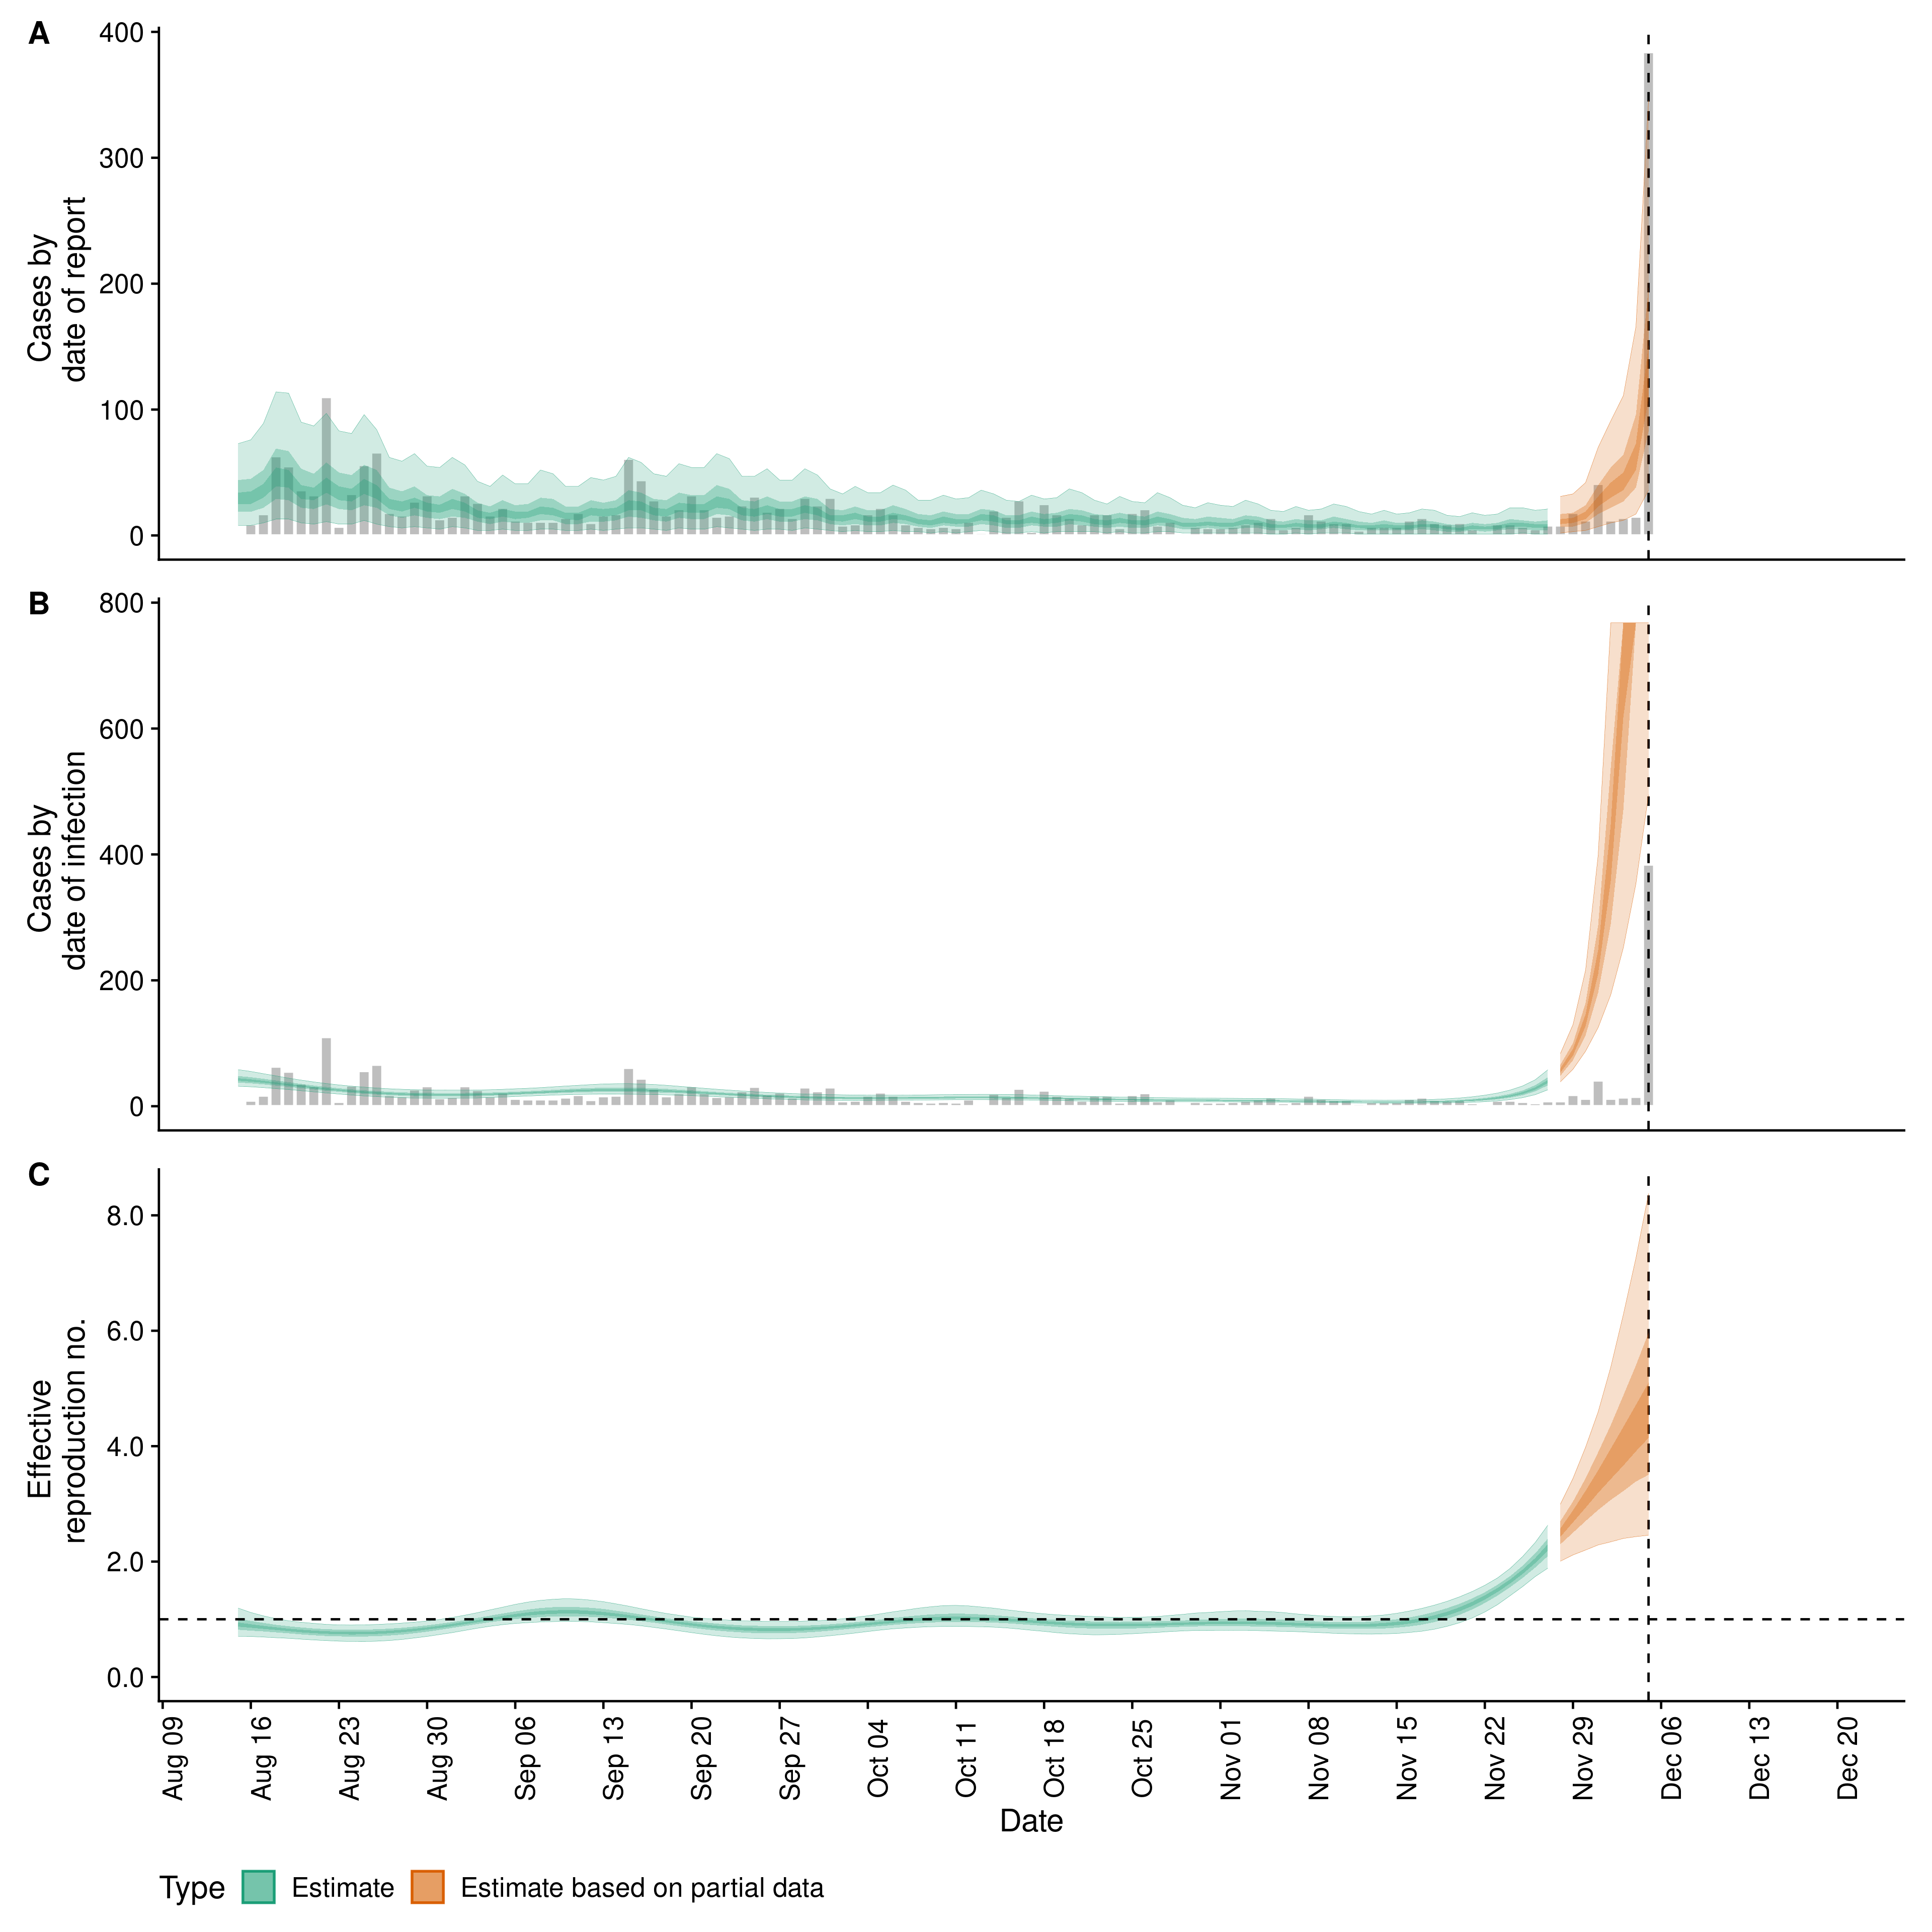 A
400
300
200
100
0
Cases by
date of report
B
800
600
400
200
0
Cases by
date of infection
C
8.0
6.0
4.0
2.0
0.0
Effective
reproduction no.
Aug 09
Aug 16
Aug 23
Aug 30
Sep 06
Sep 13
Sep 20
Sep 27
Oct 04
Oct 11
Oct 18
Oct 25
Nov 01
Nov 08
Nov 15
Nov 22
Nov 29
Dec 06
Dec 13
Dec 20
Date
Type Estimate Estimate based on partial data